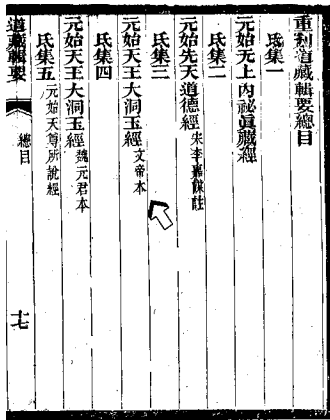 重刋道藏輯要總目
氐集一
元始元上內祕眞藏經
氐集二
元始先天道德經 宋李嘉謀註
氐集三
元始天王大洞玉經 文帝本
氐集四
元始天王大洞玉經 魏元君本
氐集五 元始天尊所說經
道藏輯要 總目 十七